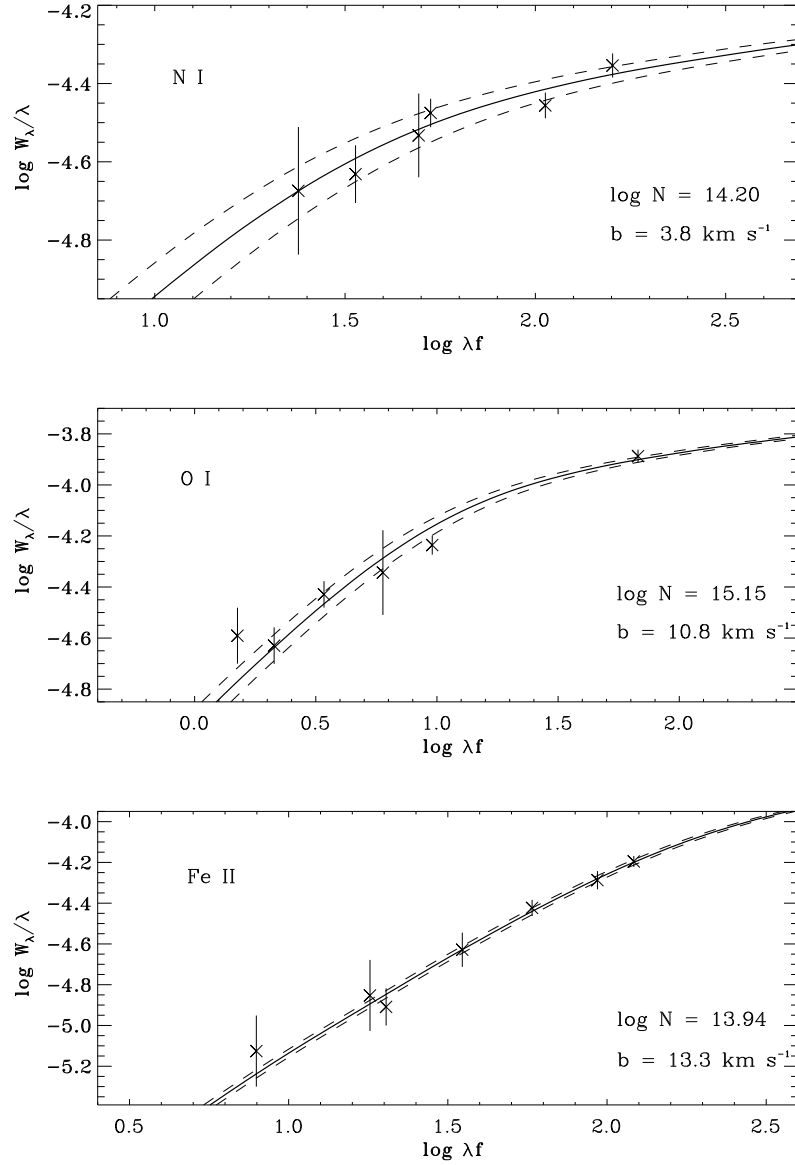 −4.2
−4.4
−4.6
−4.8
log Wλ/λ
N I
log N = 14.20
b = 3.8 km s⁻¹
1.0 1.5 2.0 2.5
log λf
−3.8
−4.0
−4.2
−4.4
−4.6
−4.8
log Wλ/λ
O I
log N = 15.15
b = 10.8 km s⁻¹
0.0 0.5 1.0 1.5 2.0
log λf
−4.0
−4.2
−4.4
−4.6
−4.8
−5.0
−5.2
log Wλ/λ
Fe II
log N = 13.94
b = 13.3 km s⁻¹
0.5 1.0 1.5 2.0 2.5
log λf